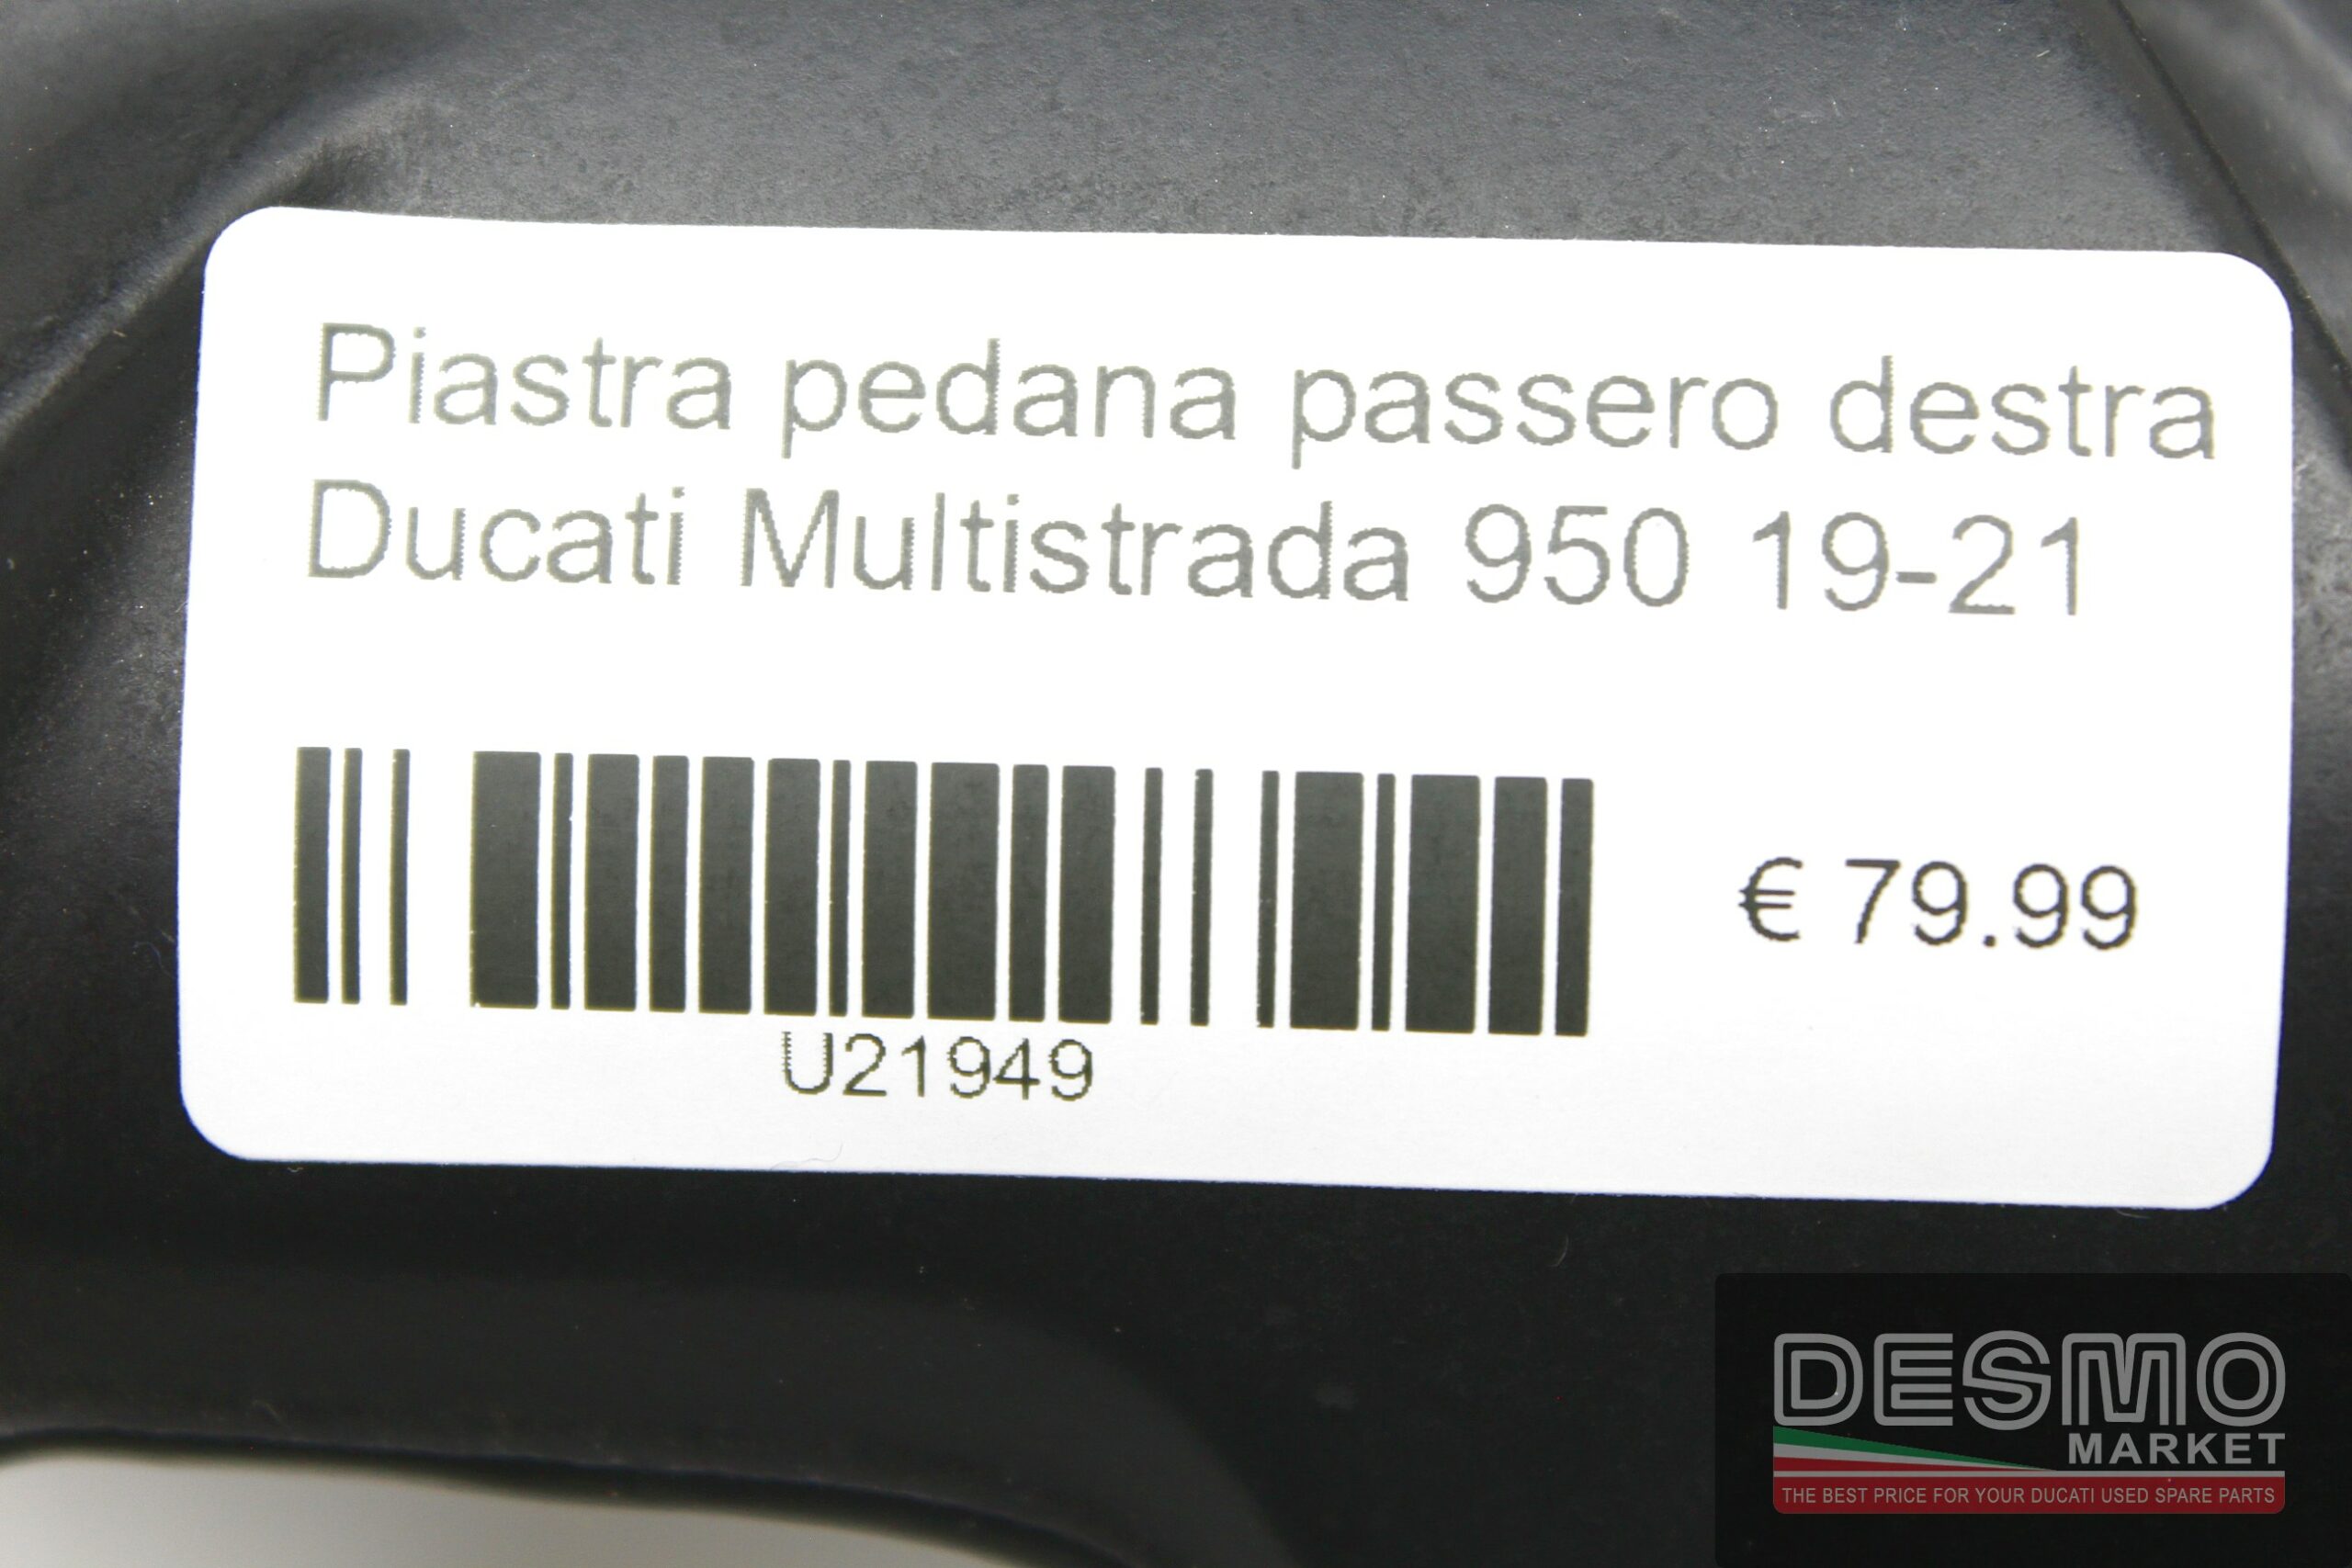 Piastra pedana passero destra
Ducati Multistrada 950 19-21
€ 79.99
U21949
DESMO
MARKET
THE BEST PRICE FOR YOUR DUCATI USED SPARE PARTS